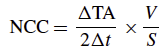 NCC = ΔTA / 2Δt × V / S